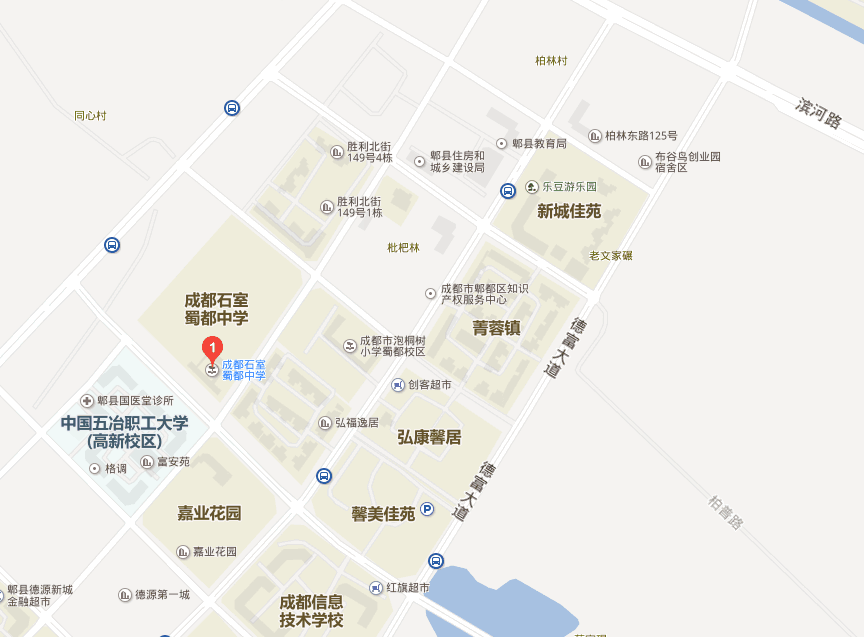 柏林村
滨河路
同心村
柏林东路125号
郫县教育局
胜利北街
149号4栋
郫县住房和
城乡建设局
布谷鸟创业园
宿舍区
乐豆游乐园
新城佳苑
胜利北街
149号1栋
枇杷林
老文家碾
成都市郫都区知识
产权服务中心
成都石室
蜀都中学
菁蓉镇
德富大道
成都市泡桐树
小学蜀都校区
1
成都石室
蜀都中学
创客超市
郫县国医堂诊所
中国五冶职工大学
(高新校区)
弘福逸居
弘康馨居
格调
富安苑
德富大道
嘉业花园
馨美佳苑
P
柏普路
嘉业花园
郫县德源新城
金融超市
德源第一城
红旗超市
成都信息
技术学校